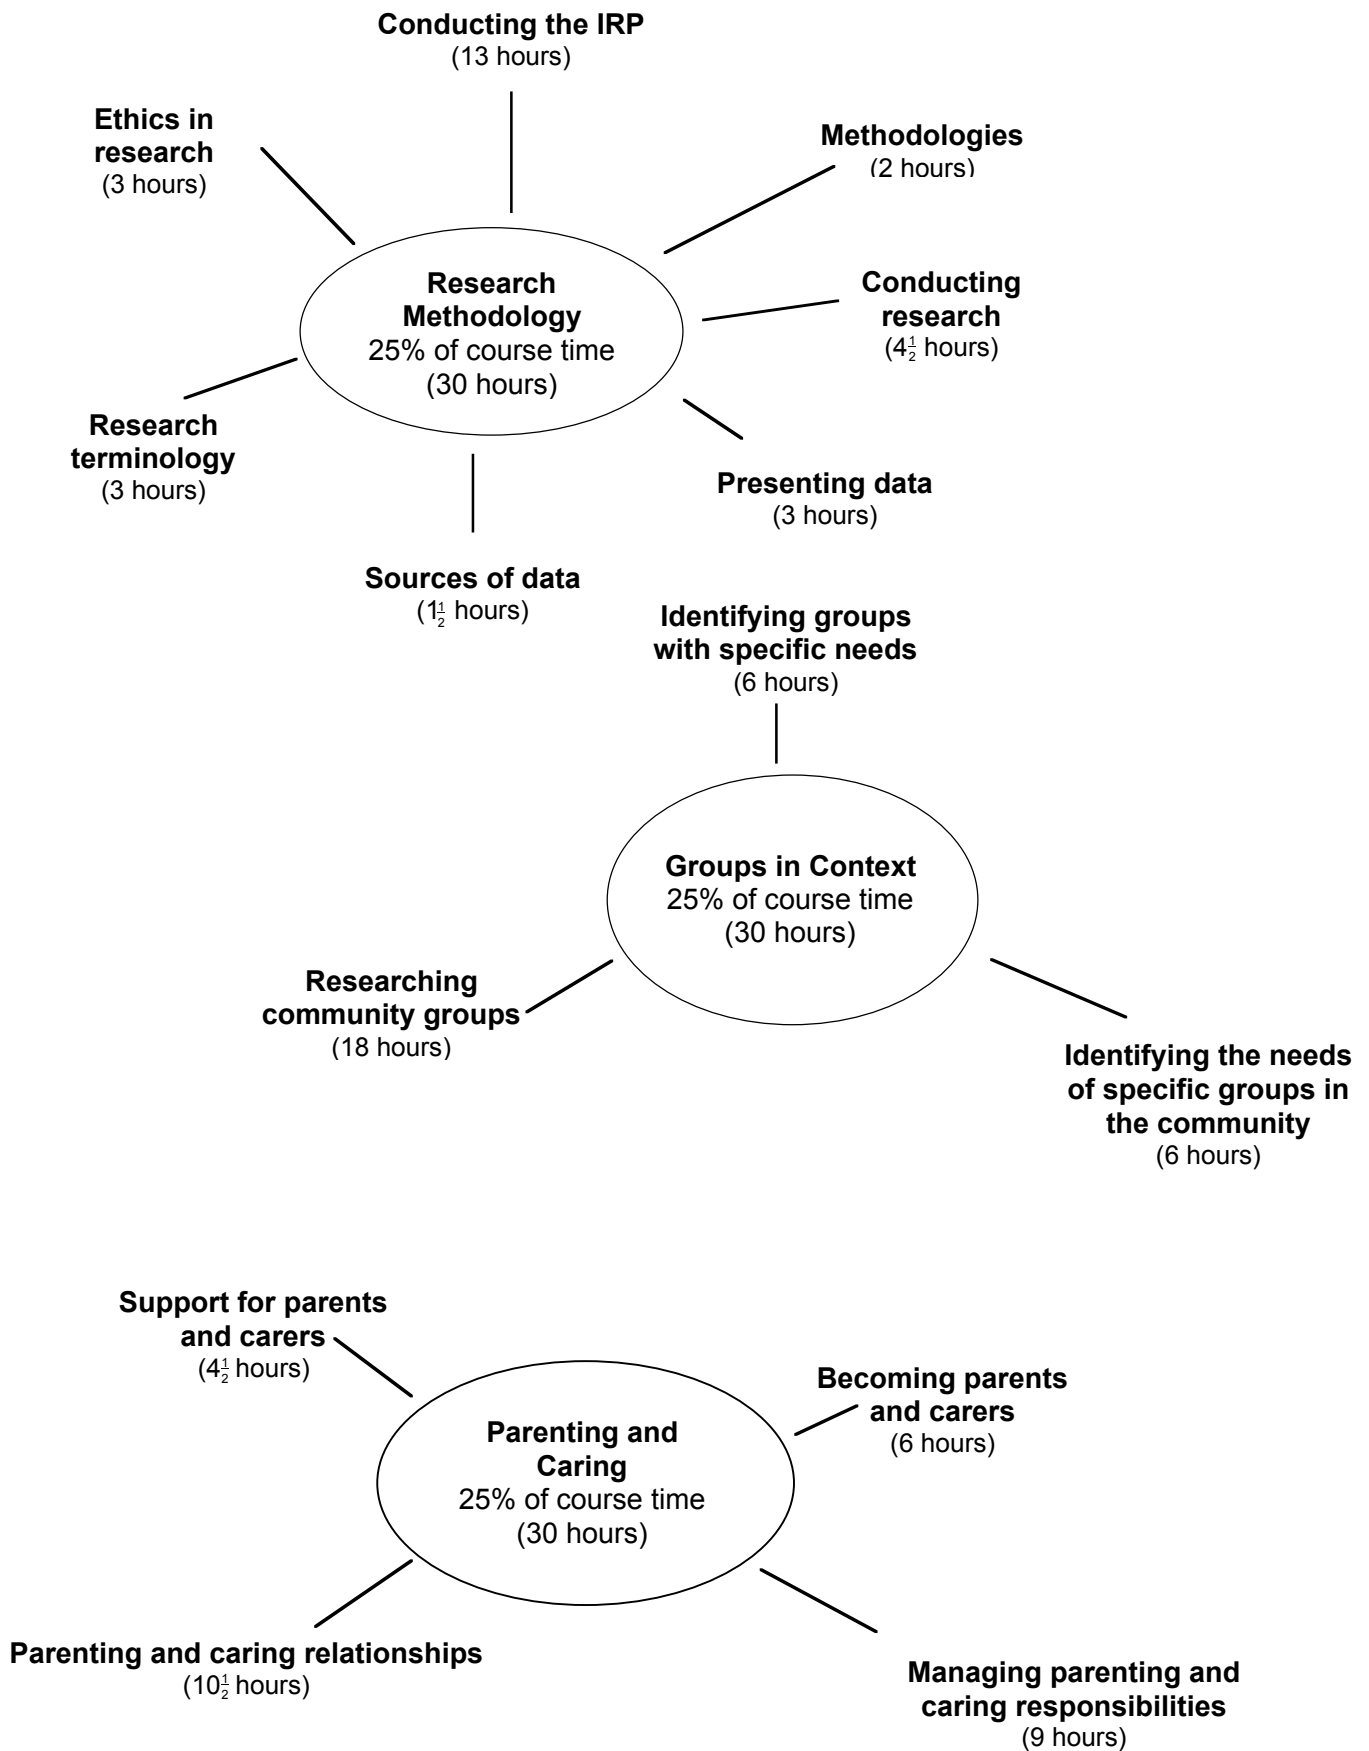 Conducting the IRP
(13 hours)
Ethics in
research
(3 hours)
Methodologies
(2 hours)
Research
Methodology
25% of course time
(30 hours)
Conducting
research
(4½ hours)
Research
terminology
(3 hours)
Presenting data
(3 hours)
Sources of data
(1½ hours)
Identifying groups
with specific needs
(6 hours)
Groups in Context
25% of course time
(30 hours)
Researching
community groups
(18 hours)
Identifying the needs
of specific groups in
the community
(6 hours)
Support for parents
and carers
(4½ hours)
Becoming parents
and carers
(6 hours)
Parenting and
Caring
25% of course time
(30 hours)
Parenting and caring relationships
(10½ hours)
Managing parenting and
caring responsibilities
(9 hours)